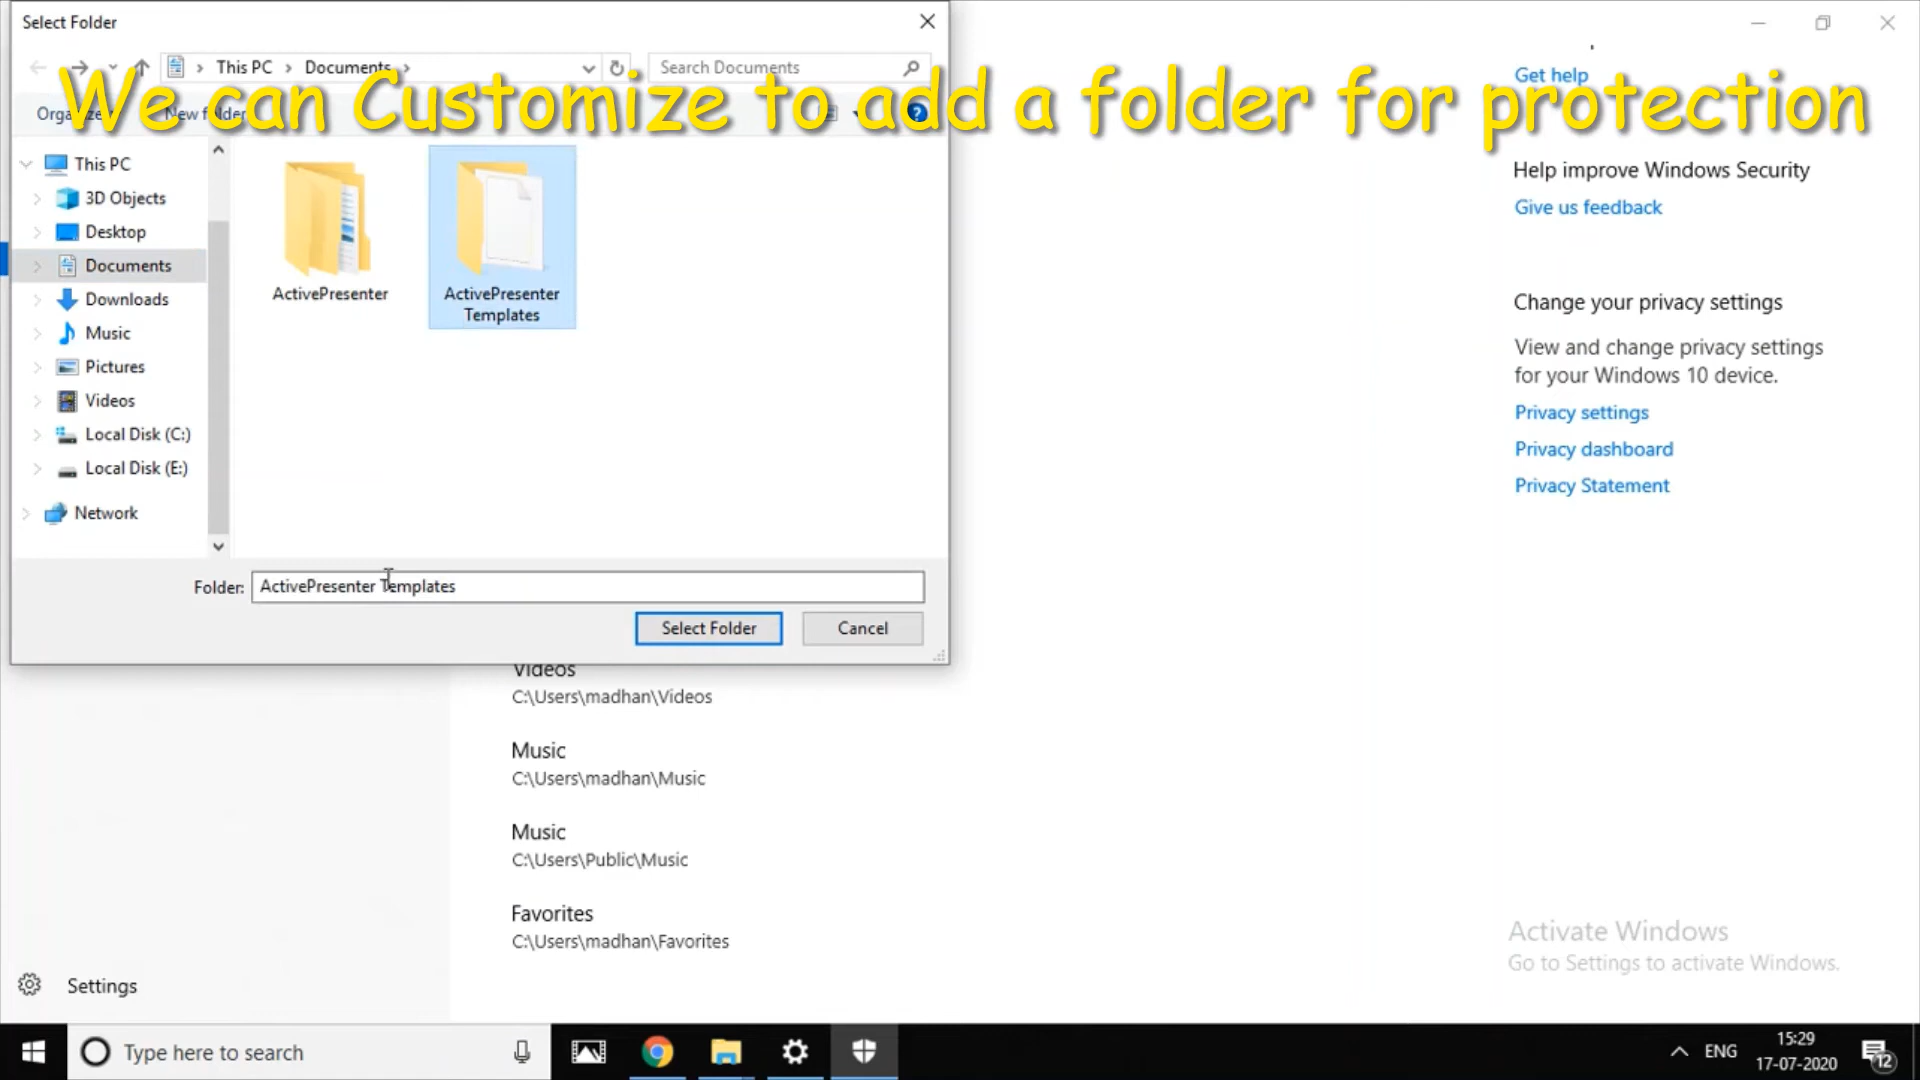 Select Folder
This PC > Documents >
Search Documents
We can Customize to add a folder for protection
Organize
New folder
Get help
This PC
3D Objects
Desktop
Documents
Downloads
Music
Pictures
Videos
Local Disk (C:)
Local Disk (E:)
Network
ActivePresenter
ActivePresenter
Templates
Folder:
ActivePresenter Templates
Select Folder
Cancel
Help improve Windows Security
Give us feedback
Change your privacy settings
View and change privacy settings
for your Windows 10 device.
Privacy settings
Privacy dashboard
Privacy Statement
Videos
C:\Users\madhan\Videos
Music
C:\Users\madhan\Music
Music
C:\Users\Public\Music
Favorites
C:\Users\madhan\Favorites
Settings
Activate Windows
Go to Settings to activate Windows.
Type here to search
ENG
15:29
17-07-2020
12